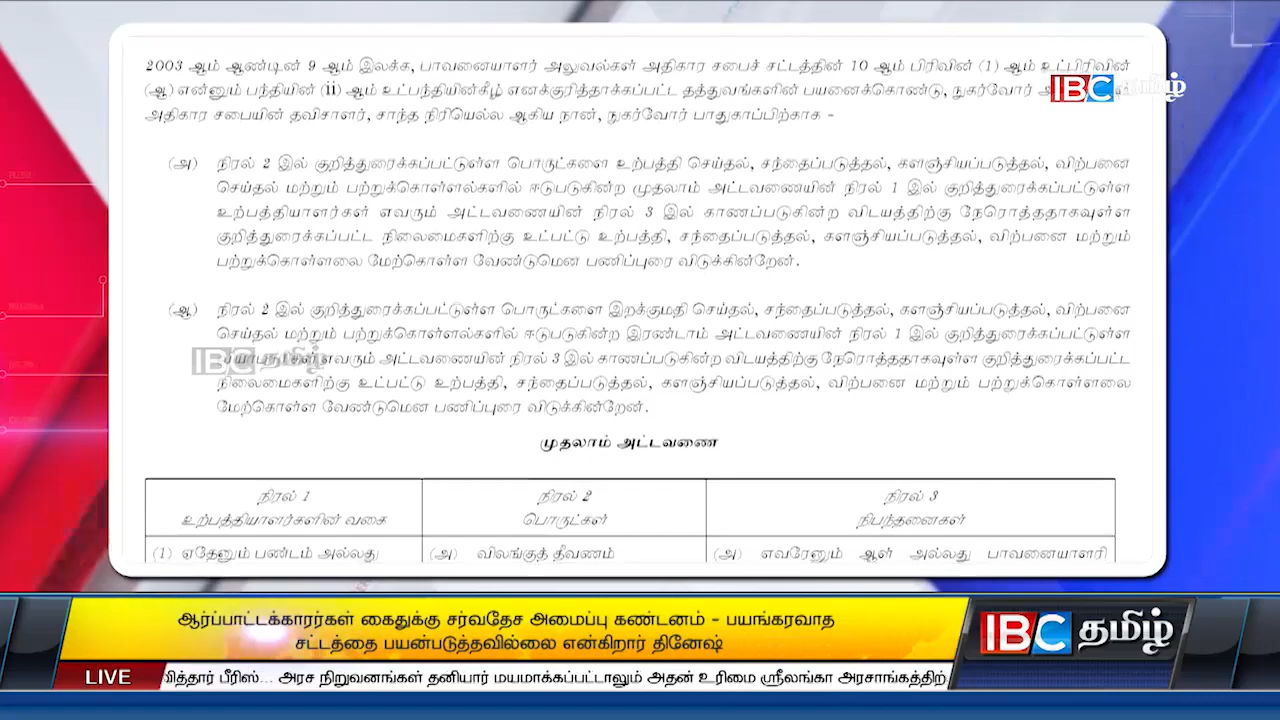 2003 ஆம் ஆண்டின் 9 ஆம் இலக்க, பாவனையாளர் அலுவல்கள் அதிகார சபைச் சட்டத்தின் 10 ஆம் பிரிவின் (1) ஆம் உட்பிரிவின்
(ஆ) என்னும் பந்தியின் (ii) ஆம் உட்பந்தியின்கீழ் எனக்குரித்தாக்கப்பட்ட தத்துவங்களின் பயனைக்கொண்டு, நுகர்வோர்
அதிகார சபையின் தவிசாளர், சாந்த நிரியெல்ல ஆகிய நான், நுகர்வோர் பாதுகாப்பிற்காக -
IBC தமிழ்
(அ) நிரல் 2 இல் குறித்துரைக்கப்பட்டுள்ள பொருட்களை உற்பத்தி செய்தல், சந்தைப்படுத்தல், களஞ்சியப்படுத்தல், விற்பனை
செய்தல் மற்றும் பற்றுக்கொள்ளல்களில் ஈடுபடுகின்ற முதலாம் அட்டவணையின் நிரல் 1 இல் குறித்துரைக்கப்பட்டுள்ள
உற்பத்தியாளர்கள் எவரும் அட்டவணையின் நிரல் 3 இல் காணப்படுகின்ற விடயத்திற்கு நேரொத்ததாகவுள்ள
குறித்துரைக்கப்பட்ட நிலைமைகளிற்கு உட்பட்டு உற்பத்தி, சந்தைப்படுத்தல், களஞ்சியப்படுத்தல், விற்பனை மற்றும்
பற்றுக்கொள்ளலை மேற்கொள்ள வேண்டுமென பணிப்புரை விடுக்கின்றேன்.
(ஆ) நிரல் 2 இல் குறித்துரைக்கப்பட்டுள்ள பொருட்களை இறக்குமதி செய்தல், சந்தைப்படுத்தல், களஞ்சியப்படுத்தல், விற்பனை
செய்தல் மற்றும் பற்றுக்கொள்ளல்களில் ஈடுபடுகின்ற இரண்டாம் அட்டவணையின் நிரல் 1 இல் குறித்துரைக்கப்பட்டுள்ள
எவரும் அட்டவணையின் நிரல் 3 இல் காணப்படுகின்ற விடயத்திற்கு நேரொத்ததாகவுள்ள குறித்துரைக்கப்பட்ட
IBC தமிழ்
நிலைமைகளிற்கு உட்பட்டு உற்பத்தி, சந்தைப்படுத்தல், களஞ்சியப்படுத்தல், விற்பனை மற்றும் பற்றுக்கொள்ளலை
மேற்கொள்ள வேண்டுமென பணிப்புரை விடுக்கின்றேன்.
முதலாம் அட்டவணை
நிரல் 1 நிரல் 2 நிரல் 3
உற்பத்தியாளர்களின் வகை பொருட்கள் நிபந்தனைகள்
(1) ஏதேனும் பண்டம் அல்லது (அ) விலங்குத் தீவணம் (அ) எவரேனும் ஆள் அல்லது பாவனையாளரி
ஆர்ப்பாட்டக்காரர்கள் கைதுக்கு சர்வதேச அமைப்பு கண்டனம் - பயங்கரவாத
சட்டத்தை பயன்படுத்தவில்லை என்கிறார் தினேஷ்
IBC தமிழ்
LIVE வித்தார் பீரிஸ்... அரச நிறுவனங்கள் தனியார் மயமாக்கப்பட்டாலும் அதன் உரிமை ஸ்ரீலங்கா அரசாங்கத்திற்